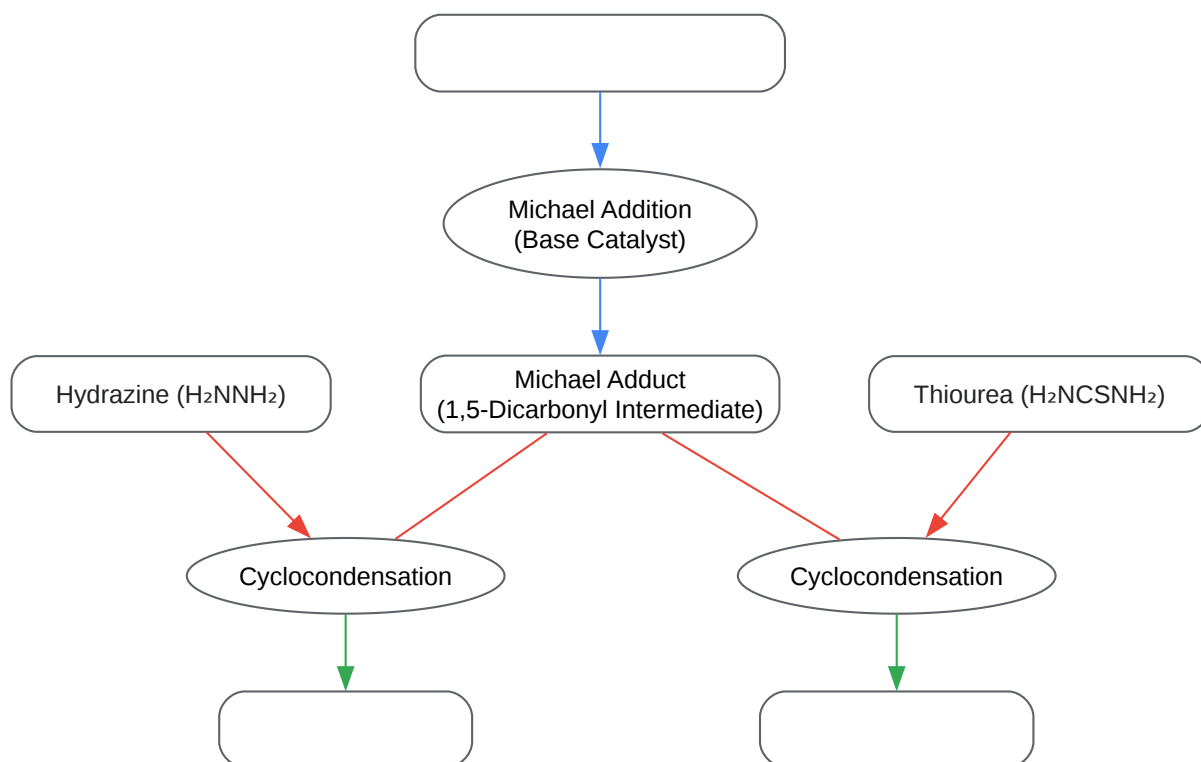 Michael Addition
(Base Catalyst)
Hydrazine (H₂NNH₂)
Michael Adduct
(1,5-Dicarbonyl Intermediate)
Thiourea (H₂NCSNH₂)
Cyclocondensation
Cyclocondensation